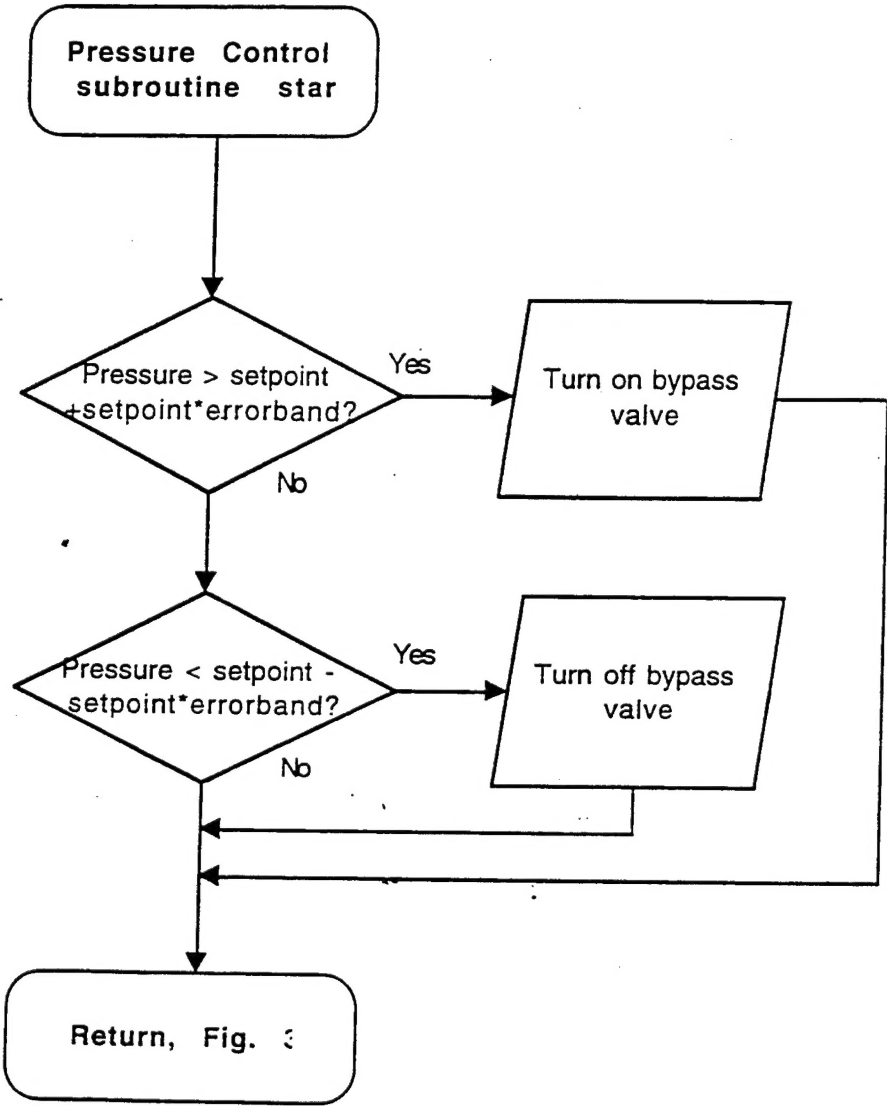 Pressure Control
subroutine star
Pressure > setpoint
+setpoint*errorband?
Yes
Turn on bypass
valve
No
Pressure < setpoint -
setpoint*errorband?
Yes
Turn off bypass
valve
No
Return, Fig.